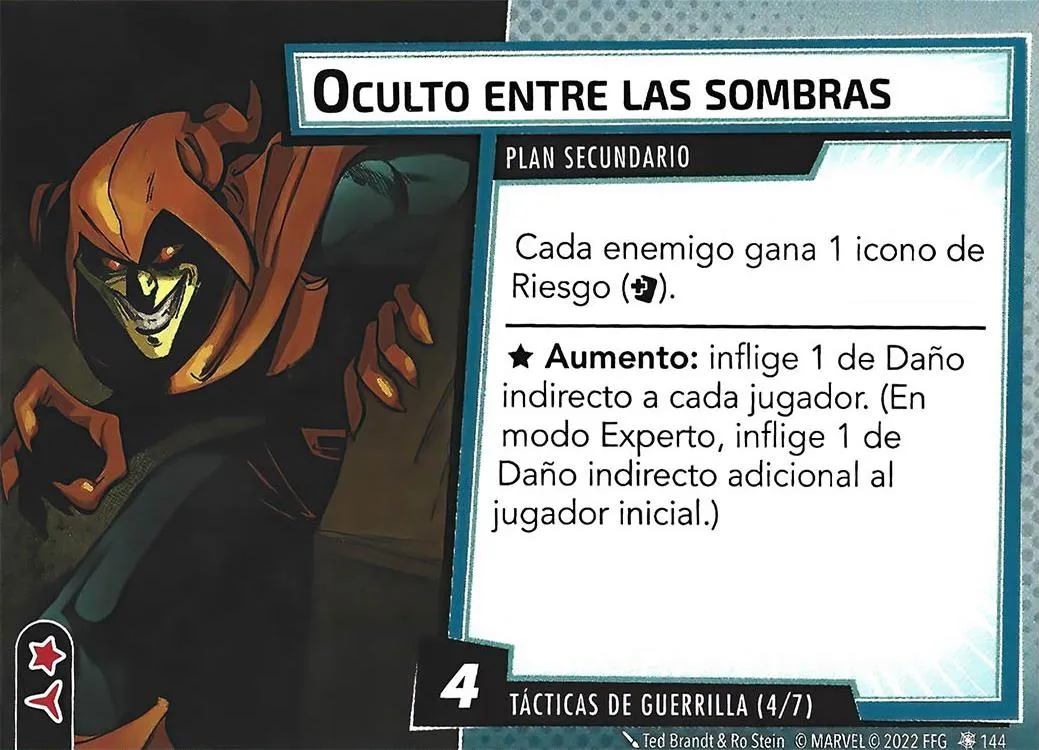 OCULTO ENTRE LAS SOMBRAS
PLAN SECUNDARIO
Cada enemigo gana 1 icono de
Riesgo ( ).
★ Aumento: inflige 1 de Daño
indirecto a cada jugador. (En
modo Experto, inflige 1 de
Daño indirecto adicional al
jugador inicial.)
4
TÁCTICAS DE GUERRILLA (4/7)
Ted Brandt & Ro Stein © MARVEL © 2022 FFG 144